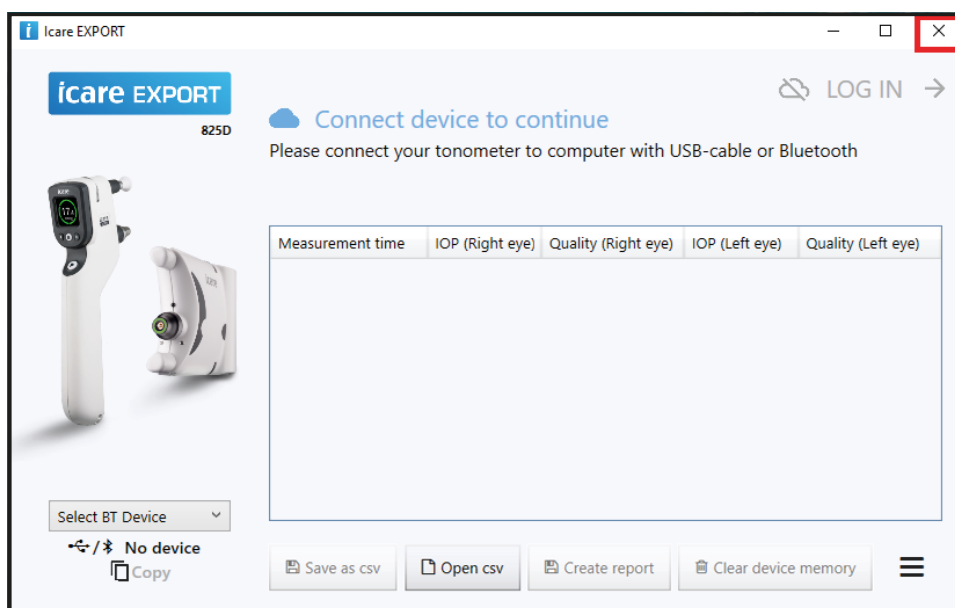 Icare EXPORT
icare EXPORT
825D
LOG IN
Connect device to continue
Please connect your tonometer to computer with USB-cable or Bluetooth
Measurement time IOP (Right eye) Quality (Right eye) IOP (Left eye) Quality (Left eye)
Select BT Device
/ No device
Copy
Save as csv Open csv Create report Clear device memory